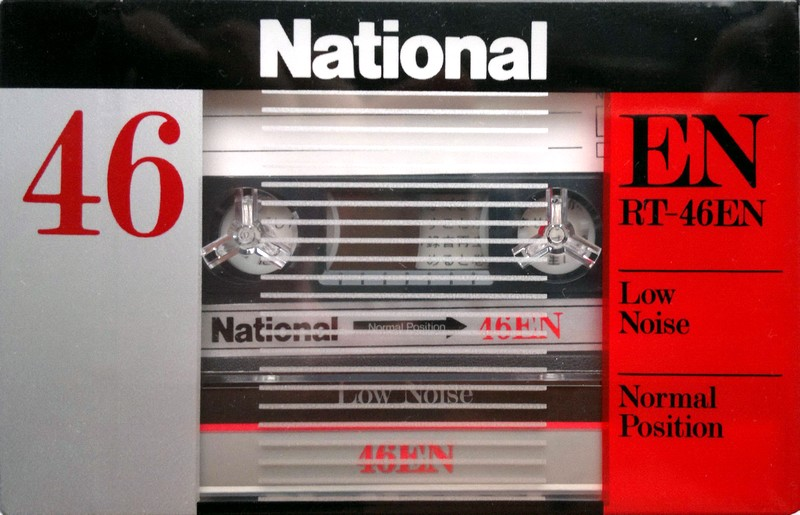 National
46
EN
RT-46EN
Low
Noise
Normal
Position
National Normal Position 46EN
Low Noise
46EN